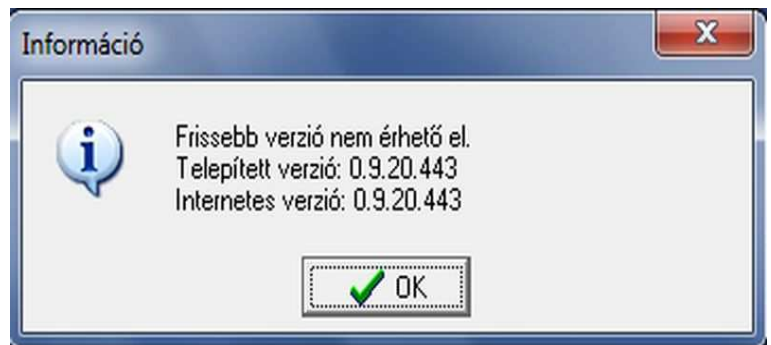 Információ
Frissebb verzió nem érhető el.
Telepített verzió: 0.9.20.443
Internetes verzió: 0.9.20.443
OK